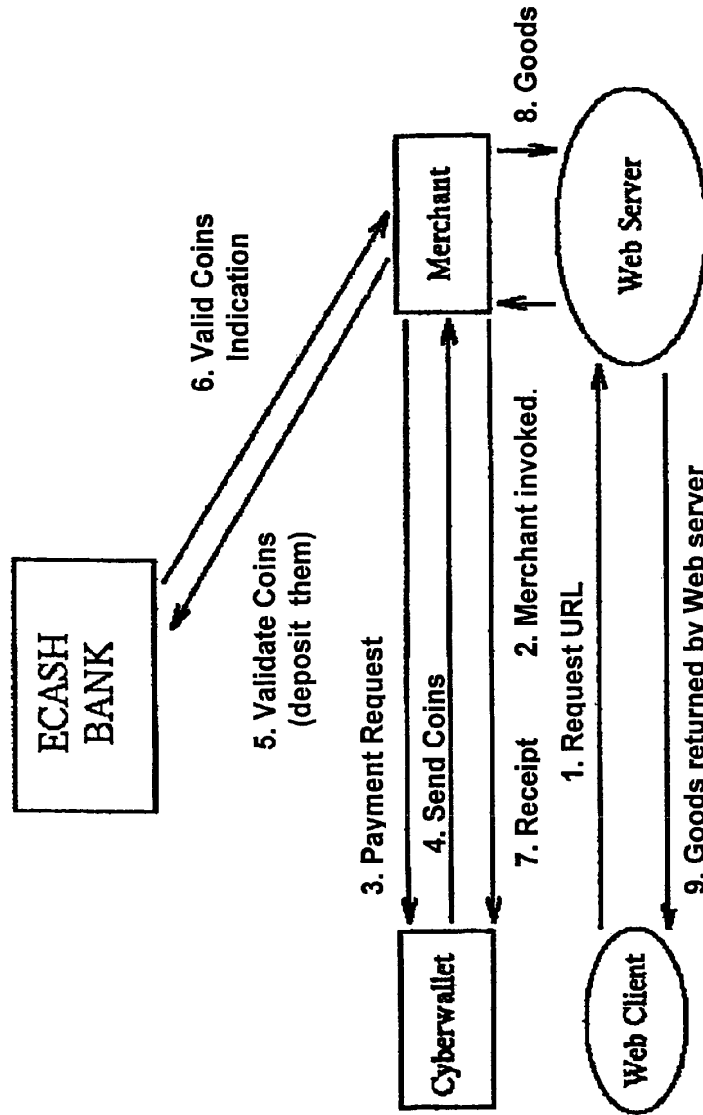 ECASH
BANK
6. Valid Coins
Indication
5. Validate Coins
(deposit them)
3. Payment Request
Cyberwallet
4. Send Coins
Merchant
7. Receipt
2. Merchant invoked.
8. Goods
1. Request URL
Web Client
Web Server
9. Goods returned by Web server